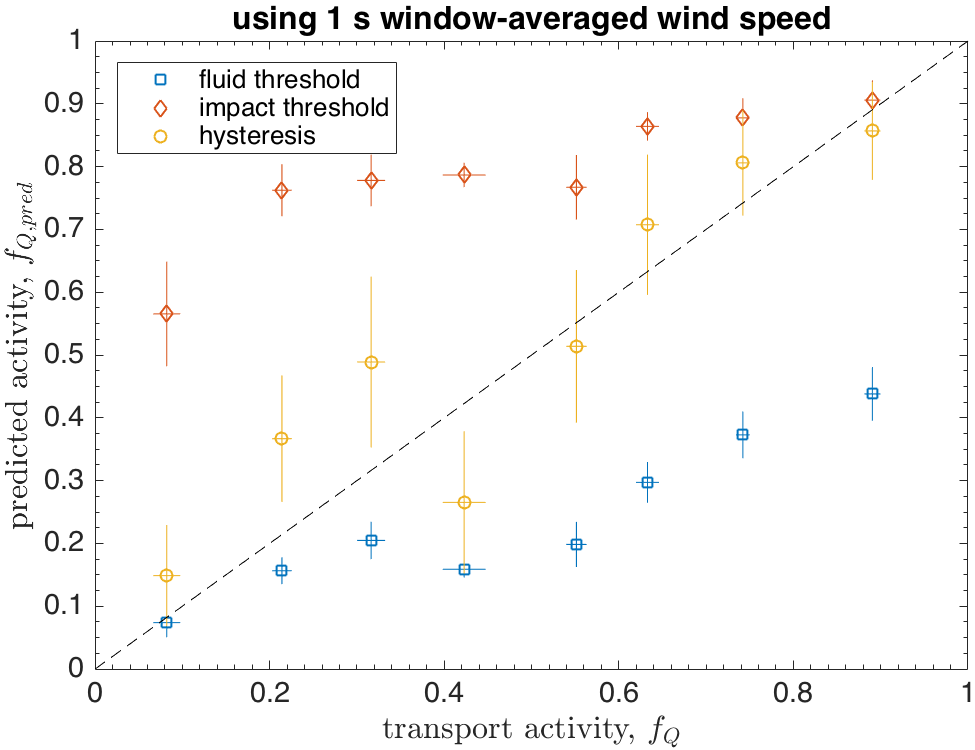 using 1 s window-averaged wind speed
fluid threshold
impact threshold
hysteresis
predicted activity, f_{Q,pred}
1
0.9
0.8
0.7
0.6
0.5
0.4
0.3
0.2
0.1
0
0 0.2 0.4 0.6 0.8 1
transport activity, f_Q